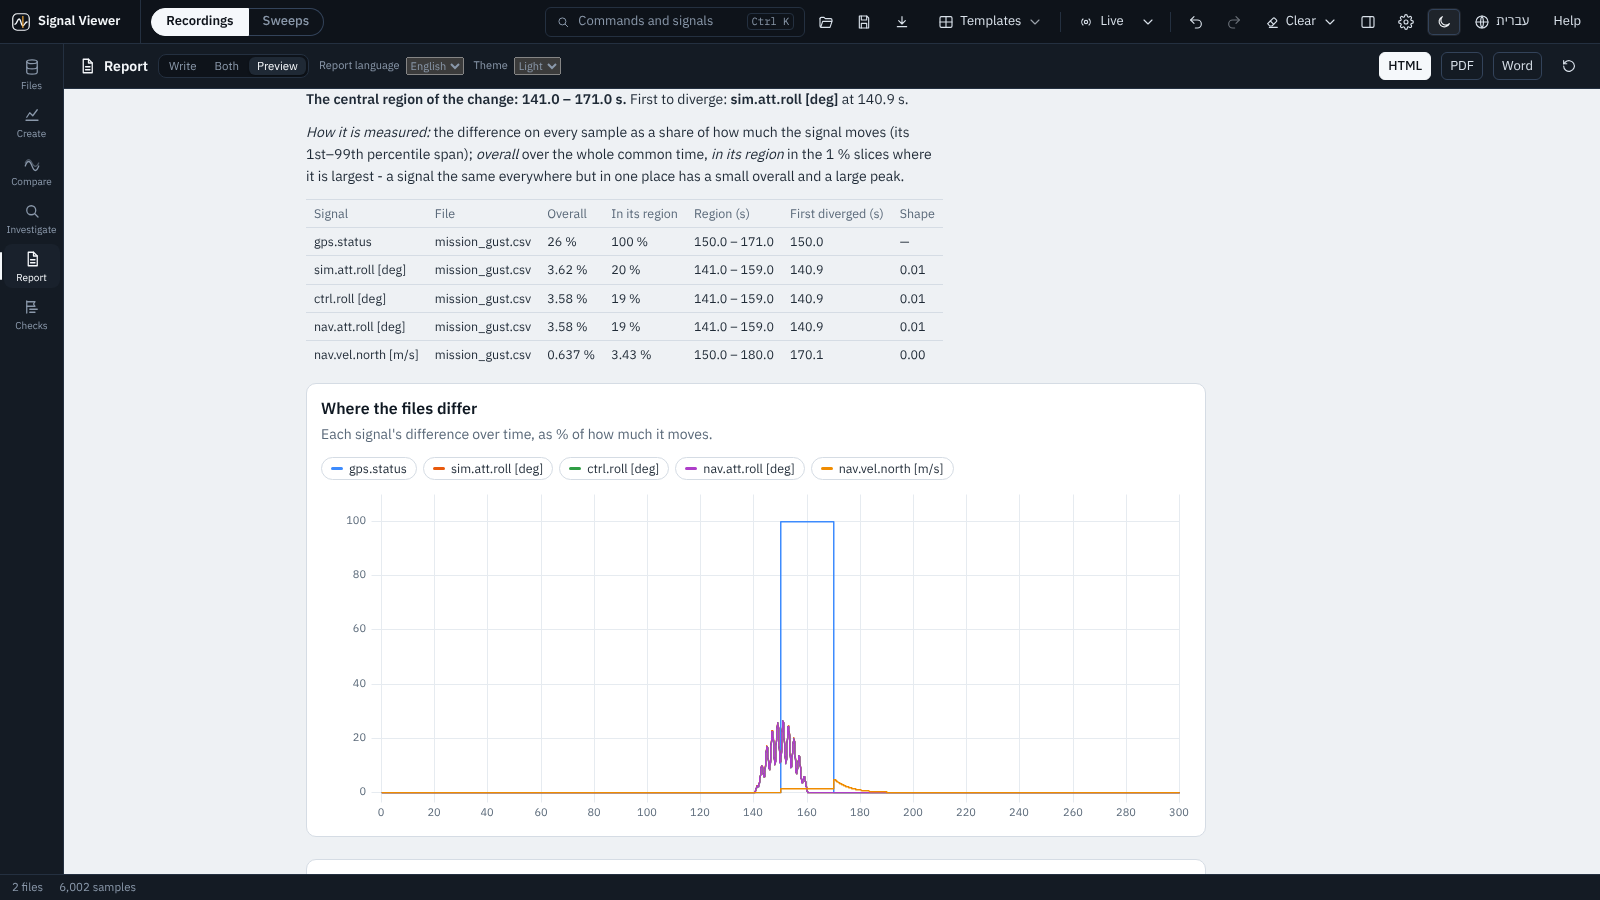 Signal Viewer
Recordings
Sweeps
Commands and signals
Ctrl K
Templates
Live
Clear
עברית
Help
Files
Create
Compare
Investigate
Report
Checks
Report
Write
Both
Preview
Report language
English
Theme
Light
HTML
PDF
Word
The central region of the change: 141.0 – 171.0 s. First to diverge: sim.att.roll [deg] at 140.9 s.
How it is measured: the difference on every sample as a share of how much the signal moves (its
1st–99th percentile span); overall over the whole common time, in its region in the 1 % slices where
it is largest - a signal the same everywhere but in one place has a small overall and a large peak.
Signal File Overall In its region Region (s) First diverged (s) Shape
gps.status mission_gust.csv 26 % 100 % 150.0 – 171.0 150.0 —
sim.att.roll [deg] mission_gust.csv 3.62 % 20 % 141.0 – 159.0 140.9 0.01
ctrl.roll [deg] mission_gust.csv 3.58 % 19 % 141.0 – 159.0 140.9 0.01
nav.att.roll [deg] mission_gust.csv 3.58 % 19 % 141.0 – 159.0 140.9 0.01
nav.vel.north [m/s] mission_gust.csv 0.637 % 3.43 % 150.0 – 180.0 170.1 0.00
Where the files differ
Each signal's difference over time, as % of how much it moves.
gps.status
sim.att.roll [deg]
ctrl.roll [deg]
nav.att.roll [deg]
nav.vel.north [m/s]
100
80
60
40
20
0
0 20 40 60 80 100 120 140 160 180 200 220 240 260 280 300
2 files
6,002 samples